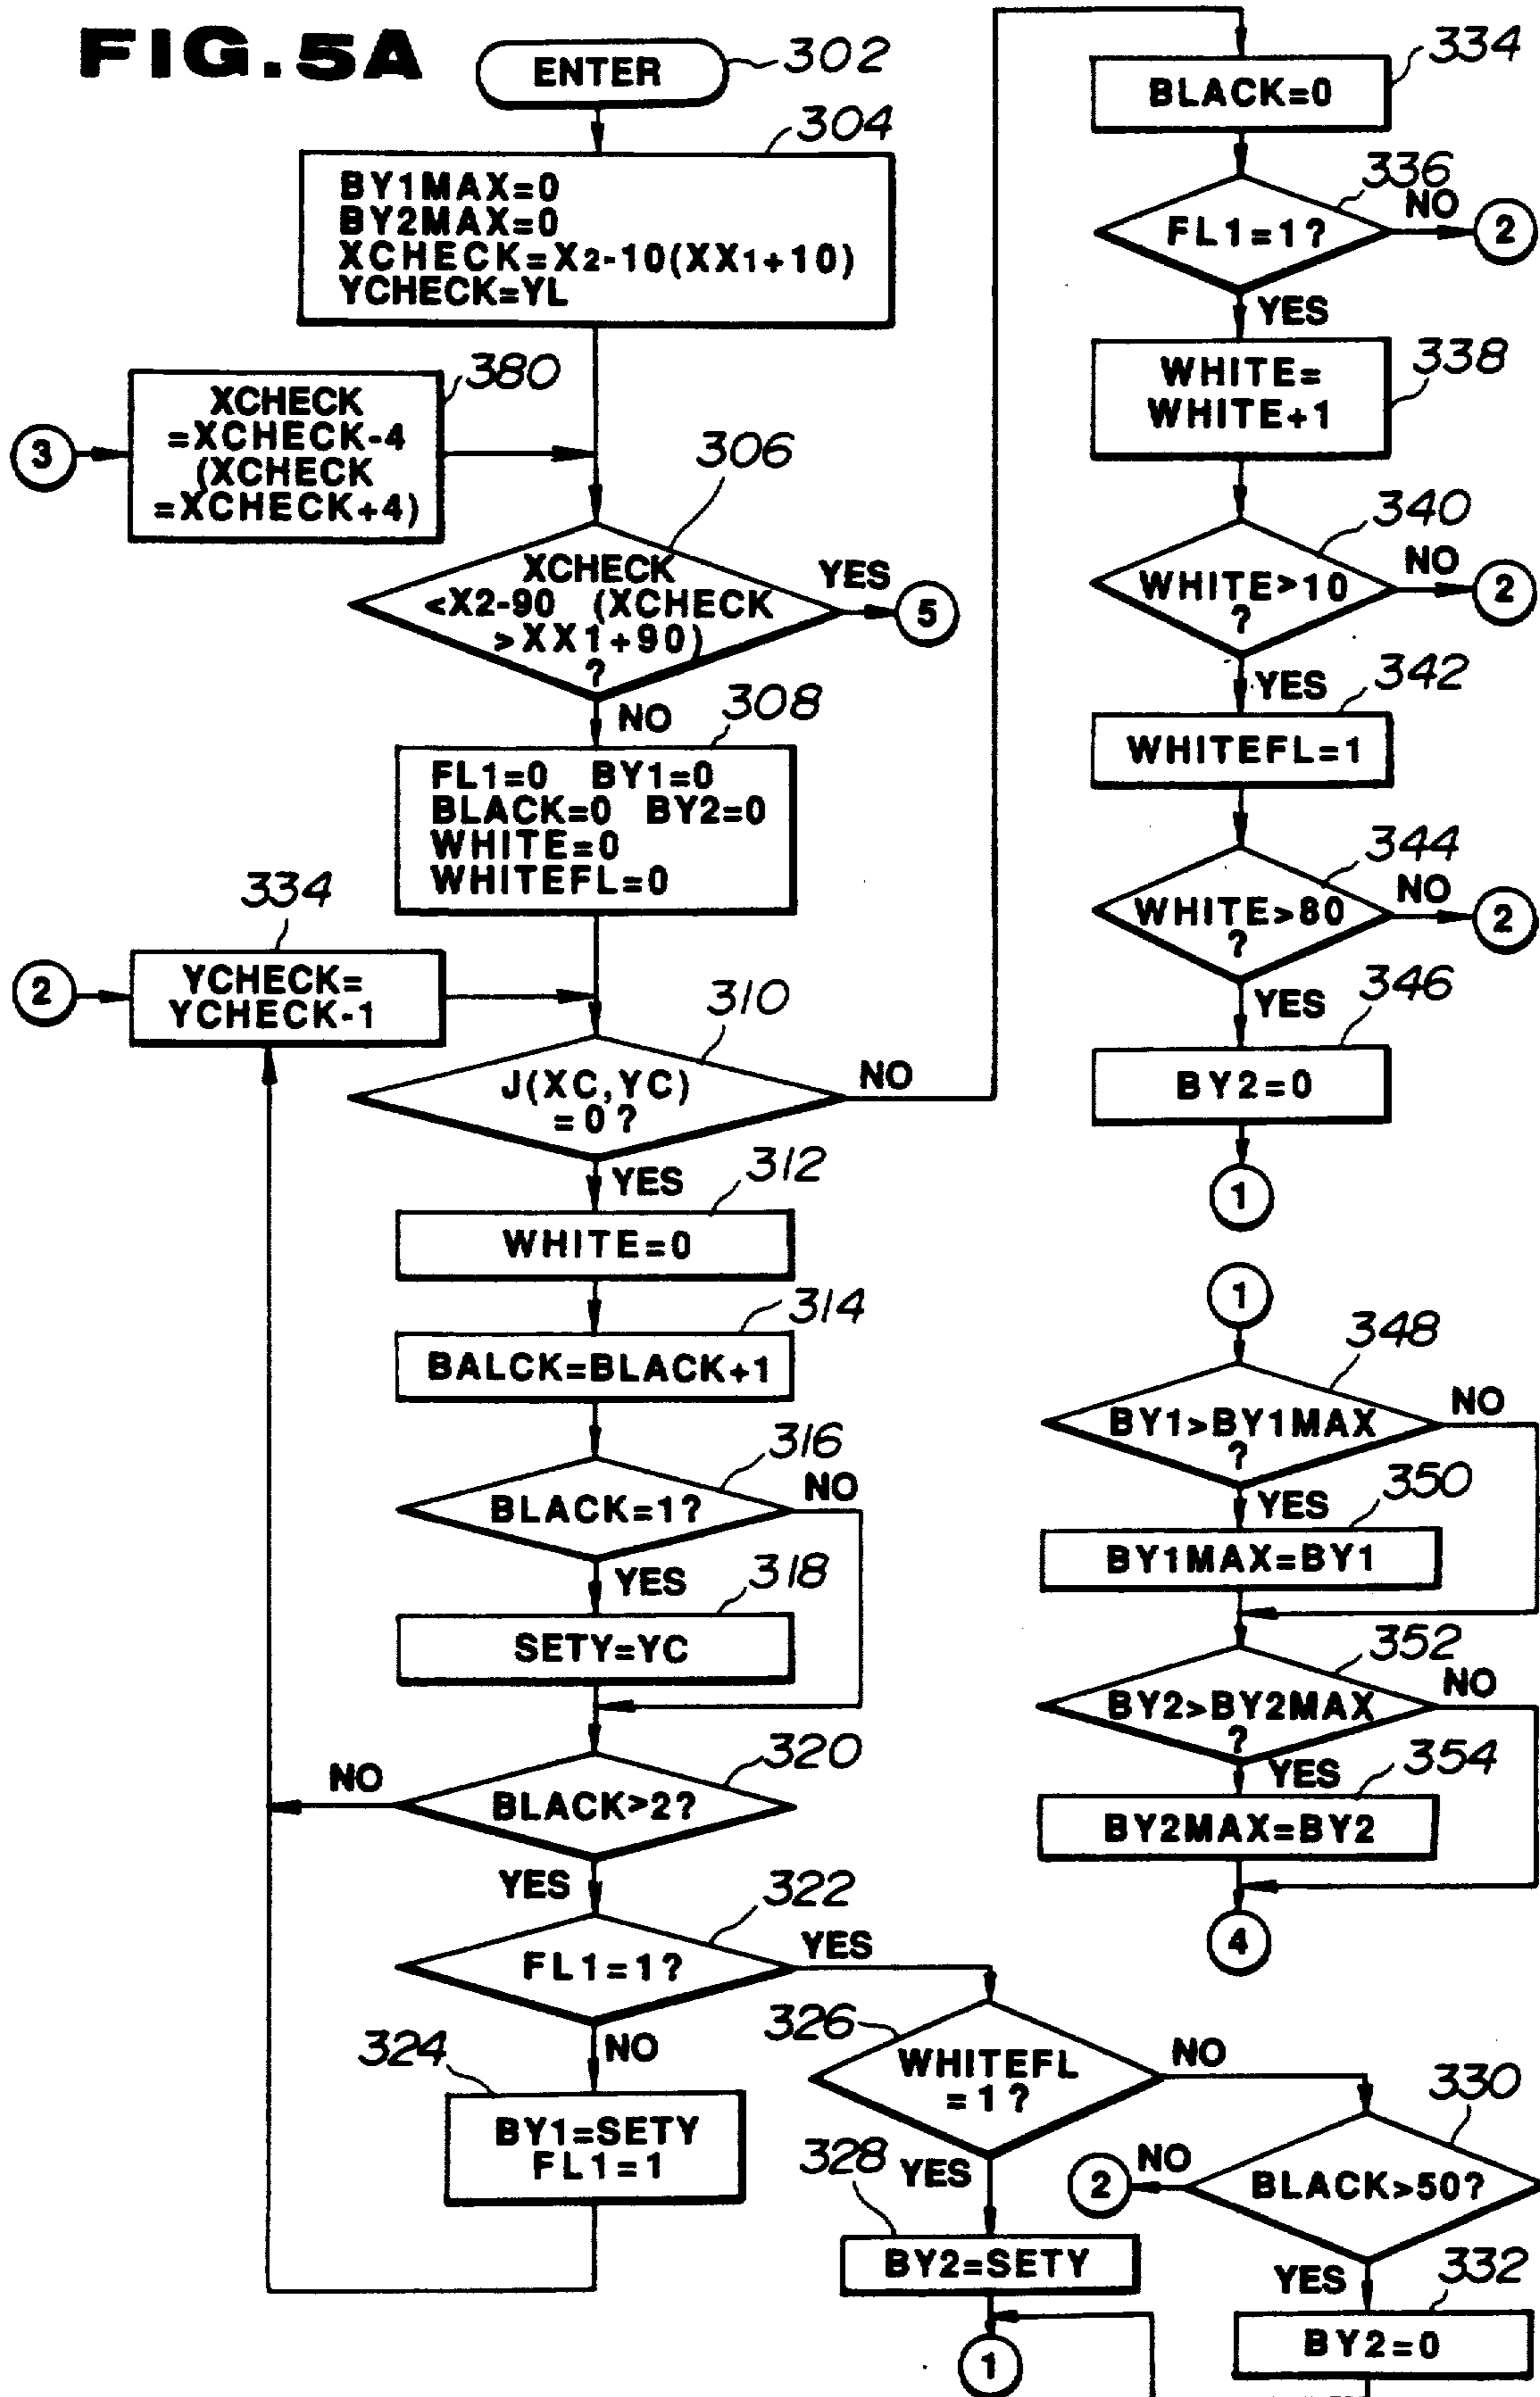 FIG.5A
ENTER
302
304
BY1MAX=0
BY2MAX=0
XCHECK=X2-10(XX1+10)
YCHECK=YL
380
3
XCHECK
=XCHECK-4
(XCHECK
=XCHECK+4)
306
XCHECK
<X2-90 (XCHECK
>XX1+90)
?
YES
5
NO
308
FL1=0 BY1=0
BLACK=0 BY2=0
WHITE=0
WHITEFL=0
334
2
YCHECK=
YCHECK-1
310
J(XC,YC)
=0?
NO
YES
312
WHITE=0
314
BALCK=BLACK+1
316
BLACK=1?
NO
YES
318
SETY=YC
320
BLACK>2?
NO
YES
322
FL1=1?
YES
NO
324
BY1=SETY
FL1=1
326
WHITEFL
=1?
NO
YES
328
BY2=SETY
1
330
BLACK>50?
NO
2
YES
332
BY2=0
334
BLACK=0
336
FL1=1?
NO
2
YES
338
WHITE=
WHITE+1
340
WHITE>10
?
NO
2
YES
342
WHITEFL=1
344
WHITE>80
?
NO
2
YES
346
BY2=0
1
1
348
BY1>BY1MAX
?
NO
YES
350
BY1MAX=BY1
352
BY2>BY2MAX
?
NO
YES
354
BY2MAX=BY2
4